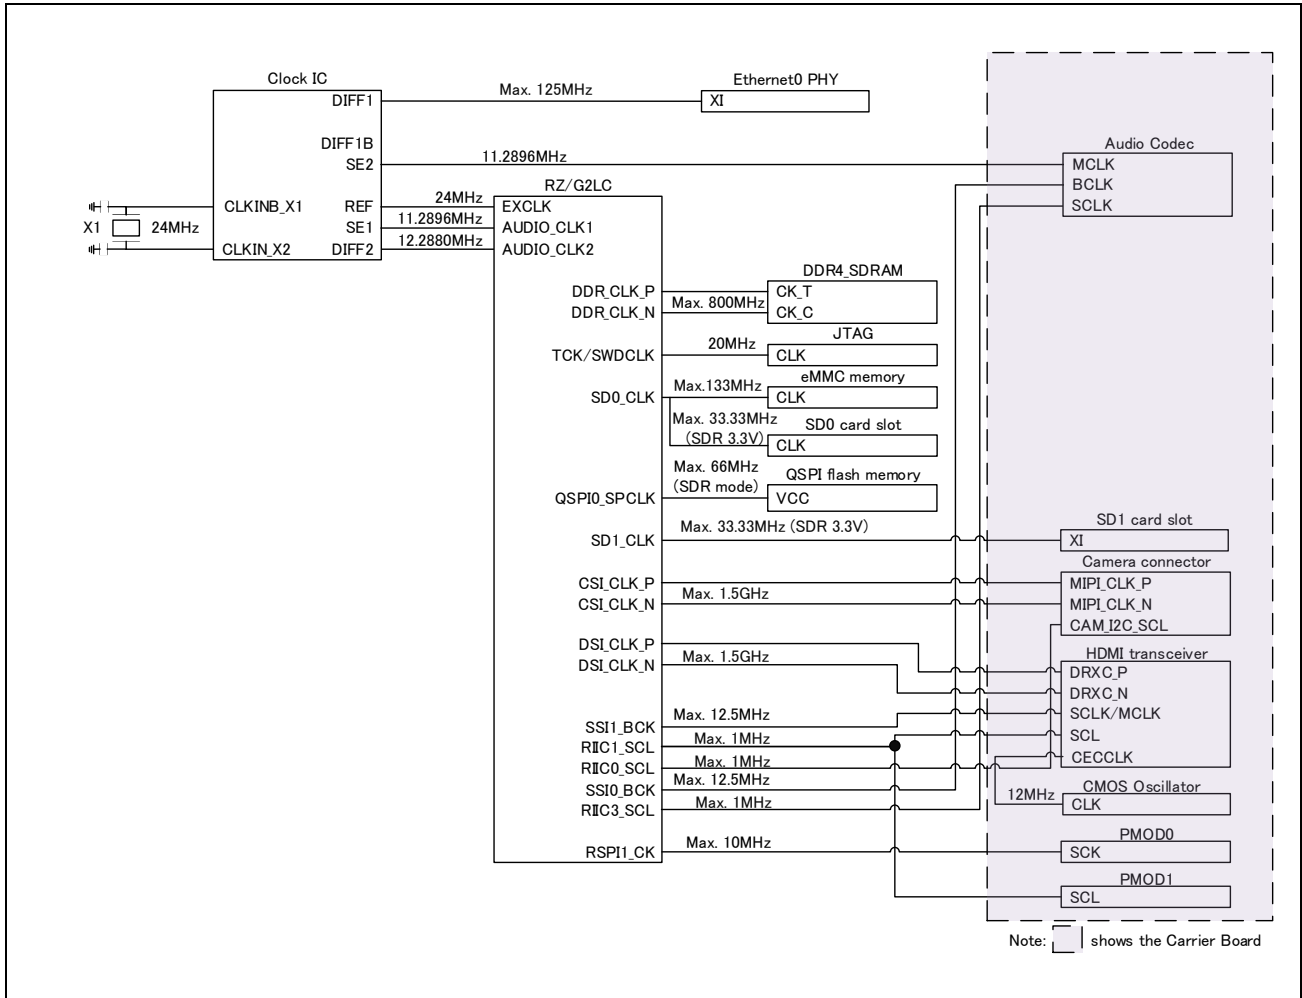 Clock IC
DIFF1
DIFF1B
SE2
CLKINB_X1
REF
X1
24MHz
SE1
CLKIN_X2
DIFF2
Max. 125MHz
Ethernet0 PHY
XI
11.2896MHz
Audio Codec
MCLK
BCLK
SCLK
RZ/G2LC
24MHz
EXCLK
11.2896MHz
AUDIO_CLK1
12.2880MHz
AUDIO_CLK2
DDR4_SDRAM
DDR_CLK_P
CK_T
Max. 800MHz
DDR_CLK_N
CK_C
JTAG
TCK/SWDCLK
20MHz
CLK
eMMC memory
SD0_CLK
Max.133MHz
CLK
Max. 33.33MHz
(SDR 3.3V)
SD0 card slot
CLK
Max. 66MHz
(SDR mode)
QSPI flash memory
QSPI0_SPCLK
VCC
SD1_CLK
Max. 33.33MHz (SDR 3.3V)
SD1 card slot
XI
Camera connector
CSI_CLK_P
MIPI_CLK_P
CSI_CLK_N
Max. 1.5GHz
MIPI_CLK_N
CAM_I2C_SCL
DSI_CLK_P
DSI_CLK_N
Max. 1.5GHz
HDMI transceiver
DRXC_P
DRXC_N
SCLK/MCLK
SCL
CECCLK
SSI1_BCK
Max. 12.5MHz
RIIC1_SCL
Max. 1MHz
RIIC0_SCL
Max. 1MHz
SSI0_BCK
Max. 12.5MHz
RIIC3_SCL
Max. 1MHz
12MHz
CMOS Oscillator
CLK
RSPI1_CK
Max. 10MHz
PMOD0
SCK
PMOD1
SCL
Note: shows the Carrier Board